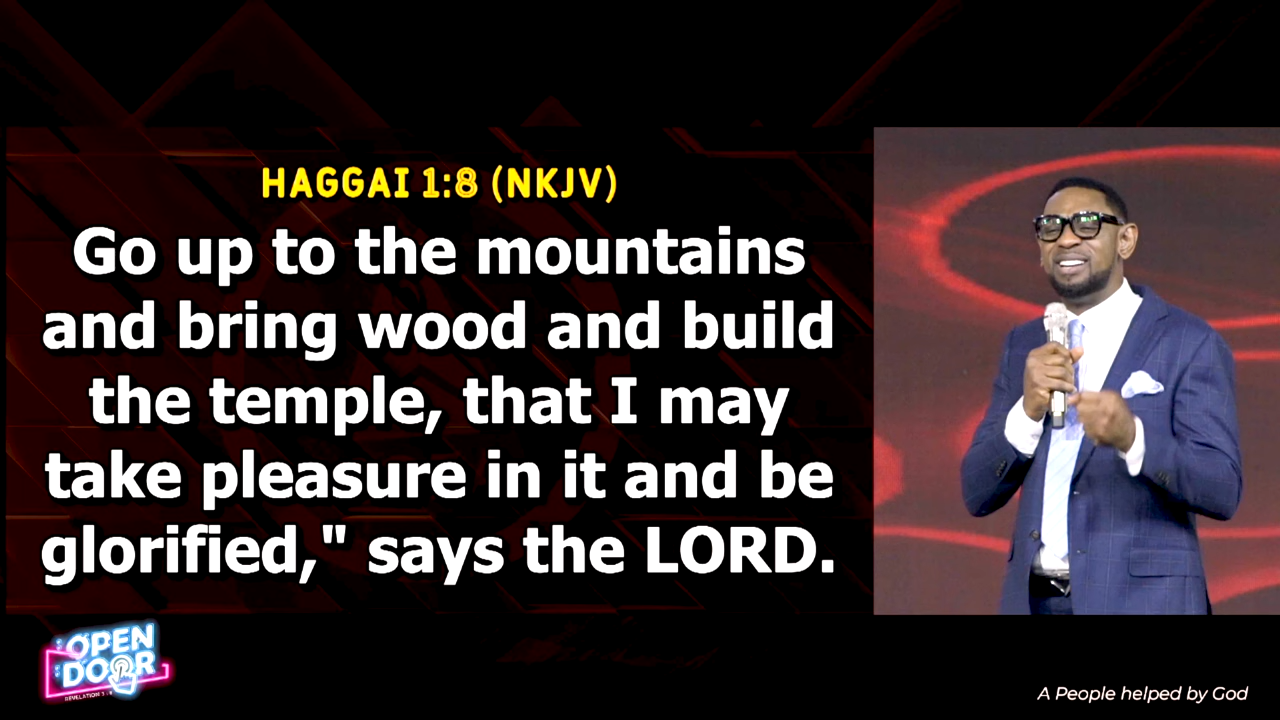 HAGGAI 1:8 (NKJV)
Go up to the mountains
and bring wood and build
the temple, that I may
take pleasure in it and be
glorified," says the LORD.
OPEN
DOOR
A People helped by God